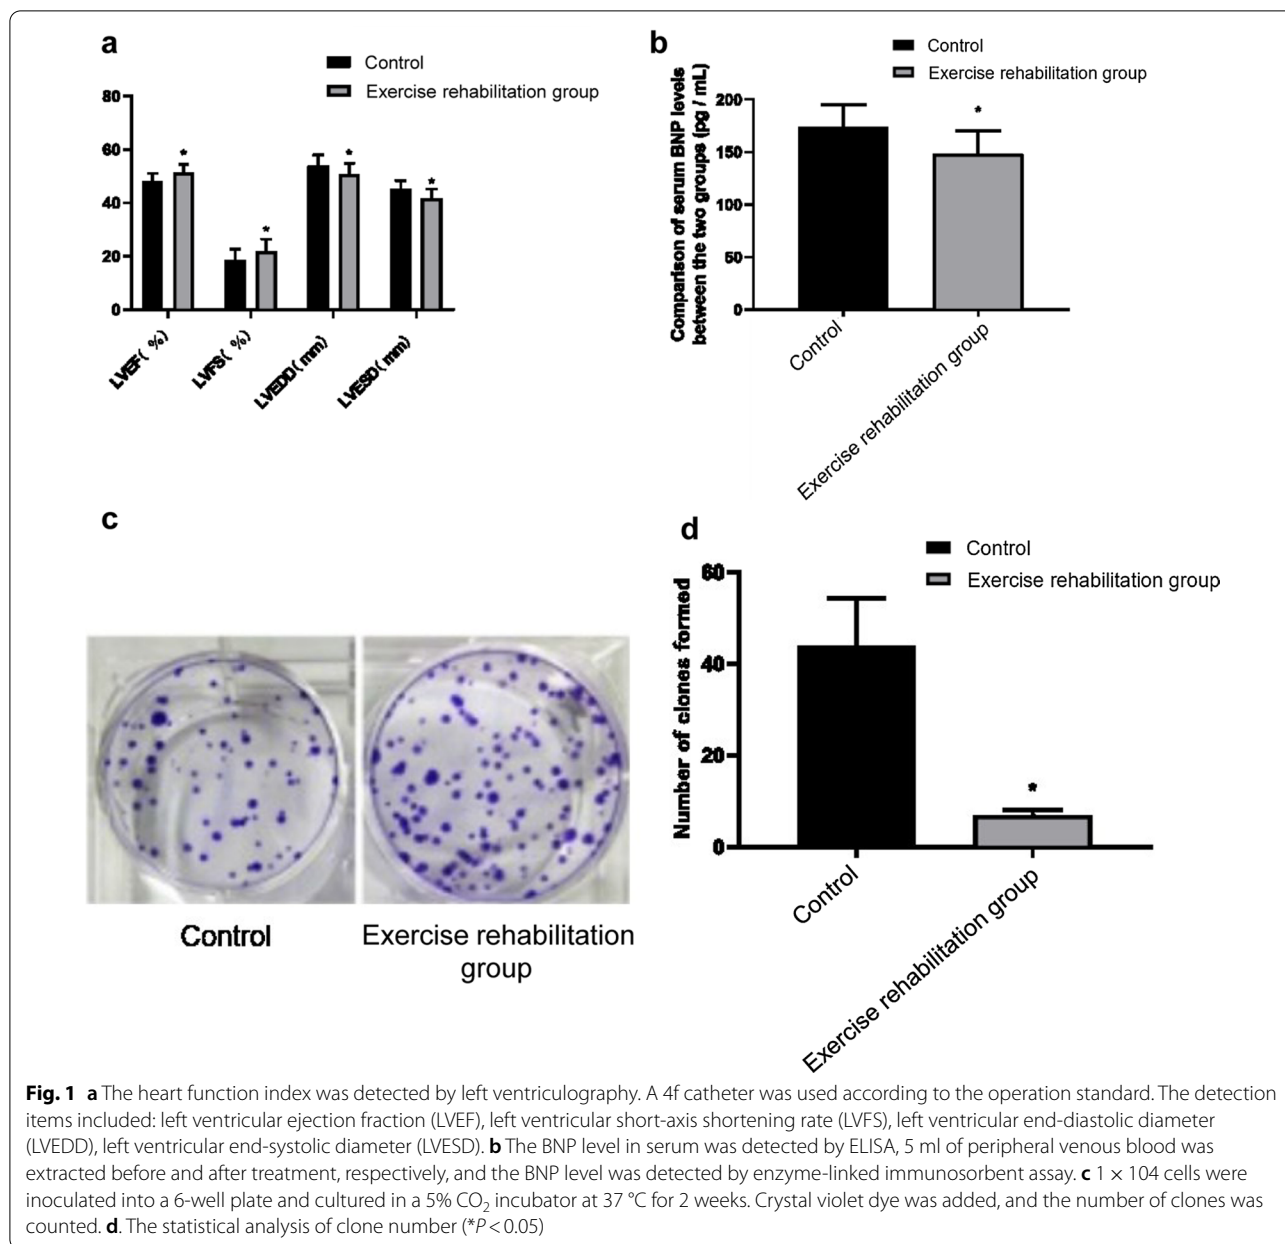 a
Control
Exercise rehabilitation group
80
60
40
20
0
*
*
*
*
LVEF( %)
LVFS( %)
LVEDD( mm)
LVESD( mm)
b
Control
Exercise rehabilitation group
Comparison of serum BNP levels
between the two groups (pg / mL)
200
150
100
50
0
*
Control
Exercise rehabilitation group
c
Control
Exercise rehabilitation
group
d
Control
Exercise rehabilitation group
Number of clones formed
60
40
20
0
*
Control
Exercise rehabilitation group
Fig. 1 a The heart function index was detected by left ventriculography. A 4f catheter was used according to the operation standard. The detection
items included: left ventricular ejection fraction (LVEF), left ventricular short-axis shortening rate (LVFS), left ventricular end-diastolic diameter
(LVEDD), left ventricular end-systolic diameter (LVESD). b The BNP level in serum was detected by ELISA, 5 ml of peripheral venous blood was
extracted before and after treatment, respectively, and the BNP level was detected by enzyme-linked immunosorbent assay. c 1 × 104 cells were
inoculated into a 6-well plate and cultured in a 5% CO₂ incubator at 37 °C for 2 weeks. Crystal violet dye was added, and the number of clones was
counted. d. The statistical analysis of clone number (*P < 0.05)